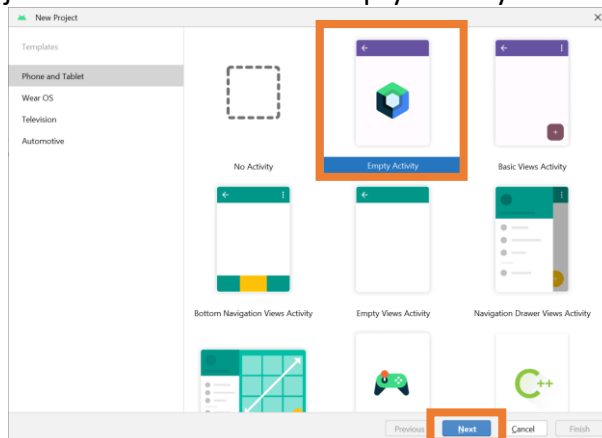 New Project
Templates
Phone and Tablet
Wear OS
Television
Automotive
No Activity
Empty Activity
Basic Views Activity
Bottom Navigation Views Activity
Empty Views Activity
Navigation Drawer Views Activity
C++
Previous
Next
Cancel
Finish